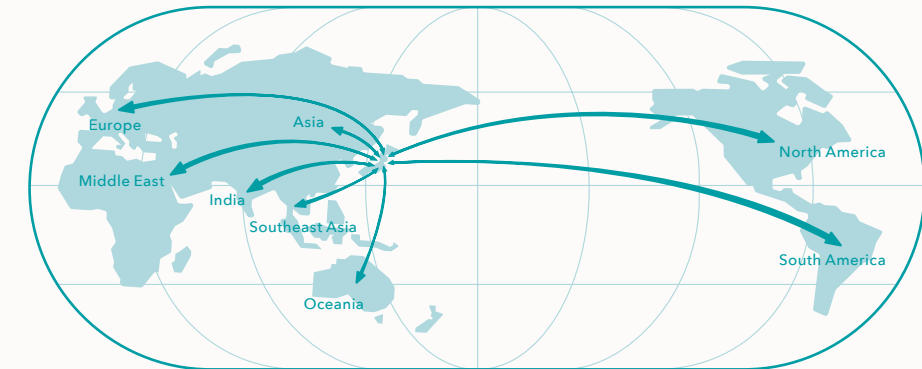 Europe
Asia
North America
Middle East
India
Southeast Asia
South America
Oceania